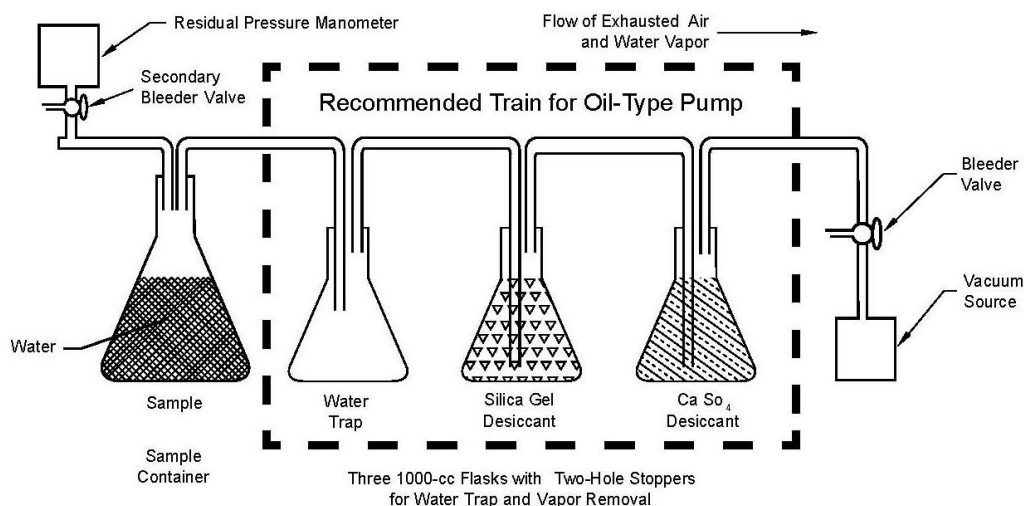 Residual Pressure Manometer
Flow of Exhausted Air
and Water Vapor
Secondary
Bleeder Valve
Recommended Train for Oil-Type Pump
Bleeder
Valve
Vacuum
Source
Water
Sample
Water
Trap
Silica Gel
Desiccant
Ca So4
Desiccant
Sample
Container
Three 1000-cc Flasks with Two-Hole Stoppers
for Water Trap and Vapor Removal